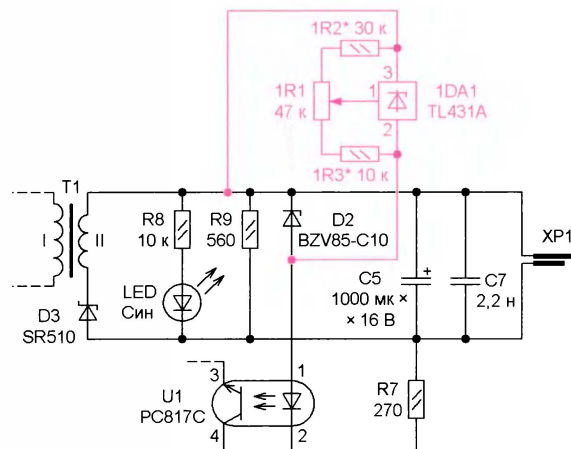 1R2* 30 к
3
1R1
47 к
1
1DA1
TL431A
2
1R3* 10 к
T1
I
II
R8
10 к
R9
560
D2
BZV85-C10
XP1
C5
1000 мк ×
× 16 В
C7
2,2 н
LED
Син
D3
SR510
3
1
U1
PC817C
R7
270
4
2